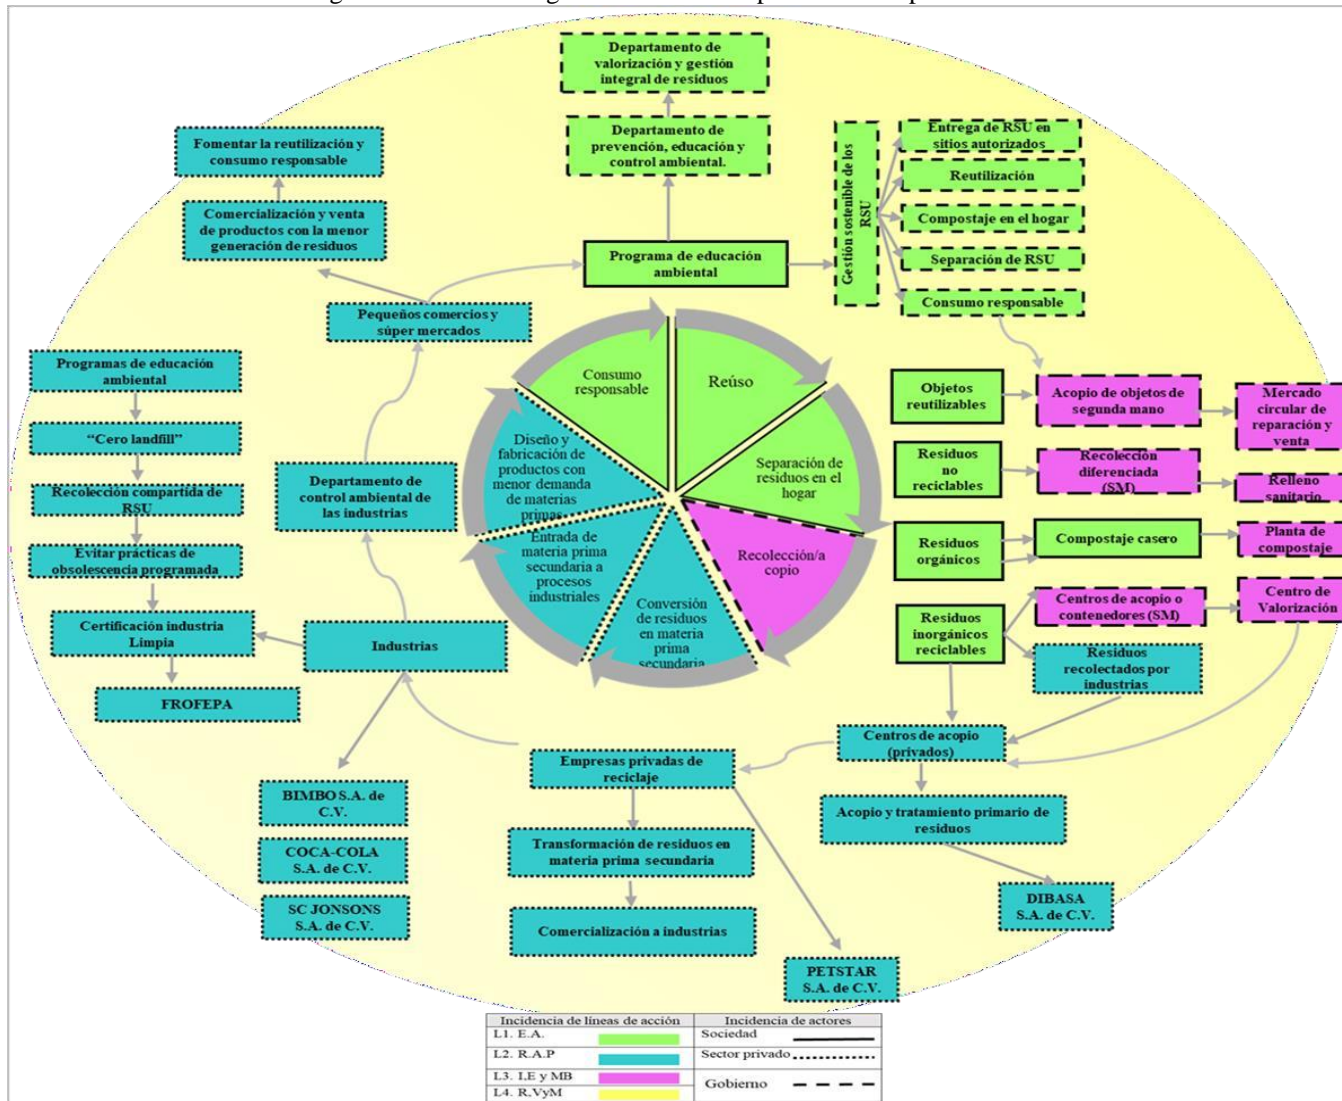 Departamento de
valorización y gestión
integral de residuos
Departamento de
prevención, educación y
control ambiental.
Programa de educación
ambiental
Gestión sostenible de los
RSU
Entrega de RSU en
sitios autorizados
Reutilización
Compostaje en el hogar
Separación de RSU
Consumo responsable
Fomentar la reutilización y
consumo responsable
Comercialización y venta
de productos con la menor
generación de residuos
Pequeños comercios y
súper mercados
Programas de educación
ambiental
“Cero landfill”
Recolección compartida de
RSU
Evitar prácticas de
obsolescencia programada
Certificación industria
Limpia
FROFEPA
Departamento de
control ambiental de
las industrias
Industrias
BIMBO S.A. de
C.V.
COCA-COLA
S.A. de C.V.
SC JONSONS
S.A. de C.V.
Consumo
responsable
Reúso
Separación de
residuos en el
hogar
Recolección/a
copio
Conversión
de residuos
en materia
prima
secundaria
Entrada de
materia prima
secundaria a
procesos
industriales
Diseño y
fabricación de
productos con
menor demanda
de materias
primas
Objetos
reutilizables
Acopio de objetos de
segunda mano
Mercado
circular de
reparación y
venta
Residuos
no
reciclables
Recolección
diferenciada
(SM)
Relleno
sanitario
Residuos
orgánicos
Compostaje casero
Planta de
compostaje
Residuos
inorgánicos
reciclables
Centros de acopio o
contenedores (SM)
Centro de
Valorización
Residuos
recolectados por
industrias
Centros de acopio
(privados)
Acopio y tratamiento primario de
residuos
DIBASA
S.A. de C.V.
Empresas privadas de
reciclaje
Transformación de residuos en
materia prima secundaria
Comercialización a industrias
PETSTAR
S.A. de C.V.
Incidencia de líneas de acción
Incidencia de actores
L1. E.A.
Sociedad
L2. R.A.P
Sector privado
L3. I,E y MB
Gobierno
L4. R,VyM